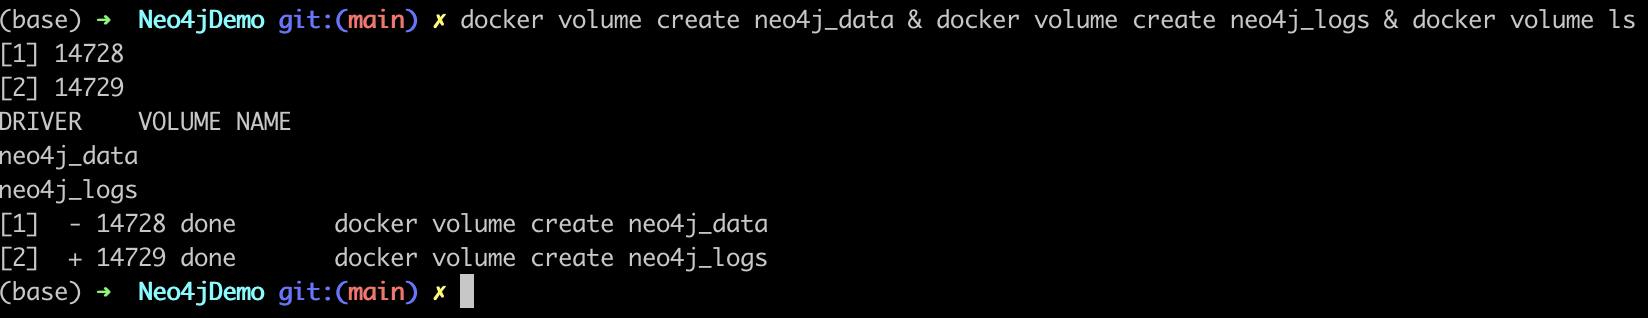 (base) ➜  Neo4jDemo git:(main) ✗ docker volume create neo4j_data & docker volume create neo4j_logs & docker volume ls
[1] 14728
[2] 14729
DRIVER    VOLUME NAME
neo4j_data
neo4j_logs
[1]  - 14728 done       docker volume create neo4j_data
[2]  + 14729 done       docker volume create neo4j_logs
(base) ➜  Neo4jDemo git:(main) ✗